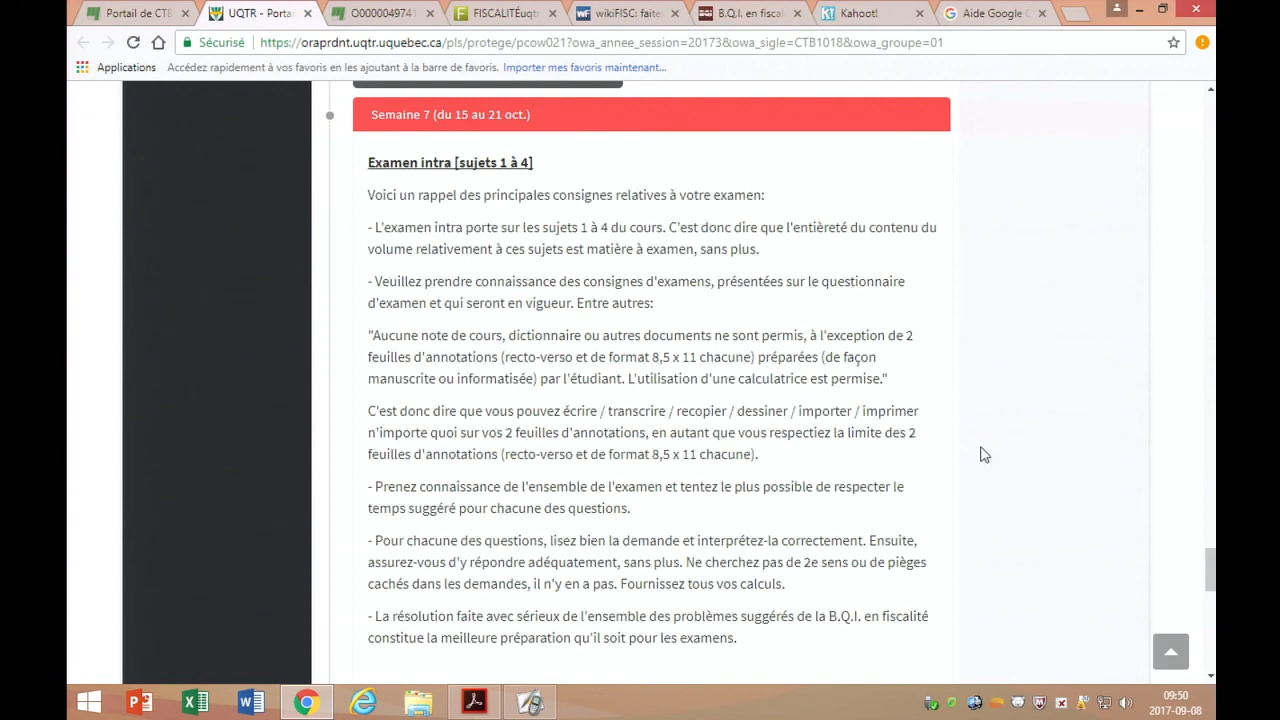 Portail de CTB
UQTR - Porta
O0000049741
FISCALITÉuqtr
wikiFISC: faite
B.Q.I. en fisca
Kahoot!
Aide Google C
Sécurisé
https://oraprdnt.uqtr.uquebec.ca/pls/protege/pcow021?owa_annee_session=20173&owa_sigle=CTB1018&owa_groupe=01
Applications Accédez rapidement à vos favoris en les ajoutant à la barre de favoris. Importer mes favoris maintenant...
Semaine 7 (du 15 au 21 oct.)
Examen intra [sujets 1 à 4]
Voici un rappel des principales consignes relatives à votre examen:
- L'examen intra porte sur les sujets 1 à 4 du cours. C'est donc dire que l'entièreté du contenu du
volume relativement à ces sujets est matière à examen, sans plus.
- Veuillez prendre connaissance des consignes d'examens, présentées sur le questionnaire
d'examen et qui seront en vigueur. Entre autres:
"Aucune note de cours, dictionnaire ou autres documents ne sont permis, à l'exception de 2
feuilles d'annotations (recto-verso et de format 8,5 x 11 chacune) préparées (de façon
manuscrite ou informatisée) par l'étudiant. L'utilisation d'une calculatrice est permise."
C'est donc dire que vous pouvez écrire / transcrire / recopier / dessiner / importer / imprimer
n'importe quoi sur vos 2 feuilles d'annotations, en autant que vous respectiez la limite des 2
feuilles d'annotations (recto-verso et de format 8,5 x 11 chacune).
- Prenez connaissance de l'ensemble de l'examen et tentez le plus possible de respecter le
temps suggéré pour chacune des questions.
- Pour chacune des questions, lisez bien la demande et interprétez-la correctement. Ensuite,
assurez-vous d'y répondre adéquatement, sans plus. Ne cherchez pas de 2e sens ou de pièges
cachés dans les demandes, il n'y en a pas. Fournissez tous vos calculs.
- La résolution faite avec sérieux de l'ensemble des problèmes suggérés de la B.Q.I. en fiscalité
constitue la meilleure préparation qu'il soit pour les examens.
09:50
2017-09-08